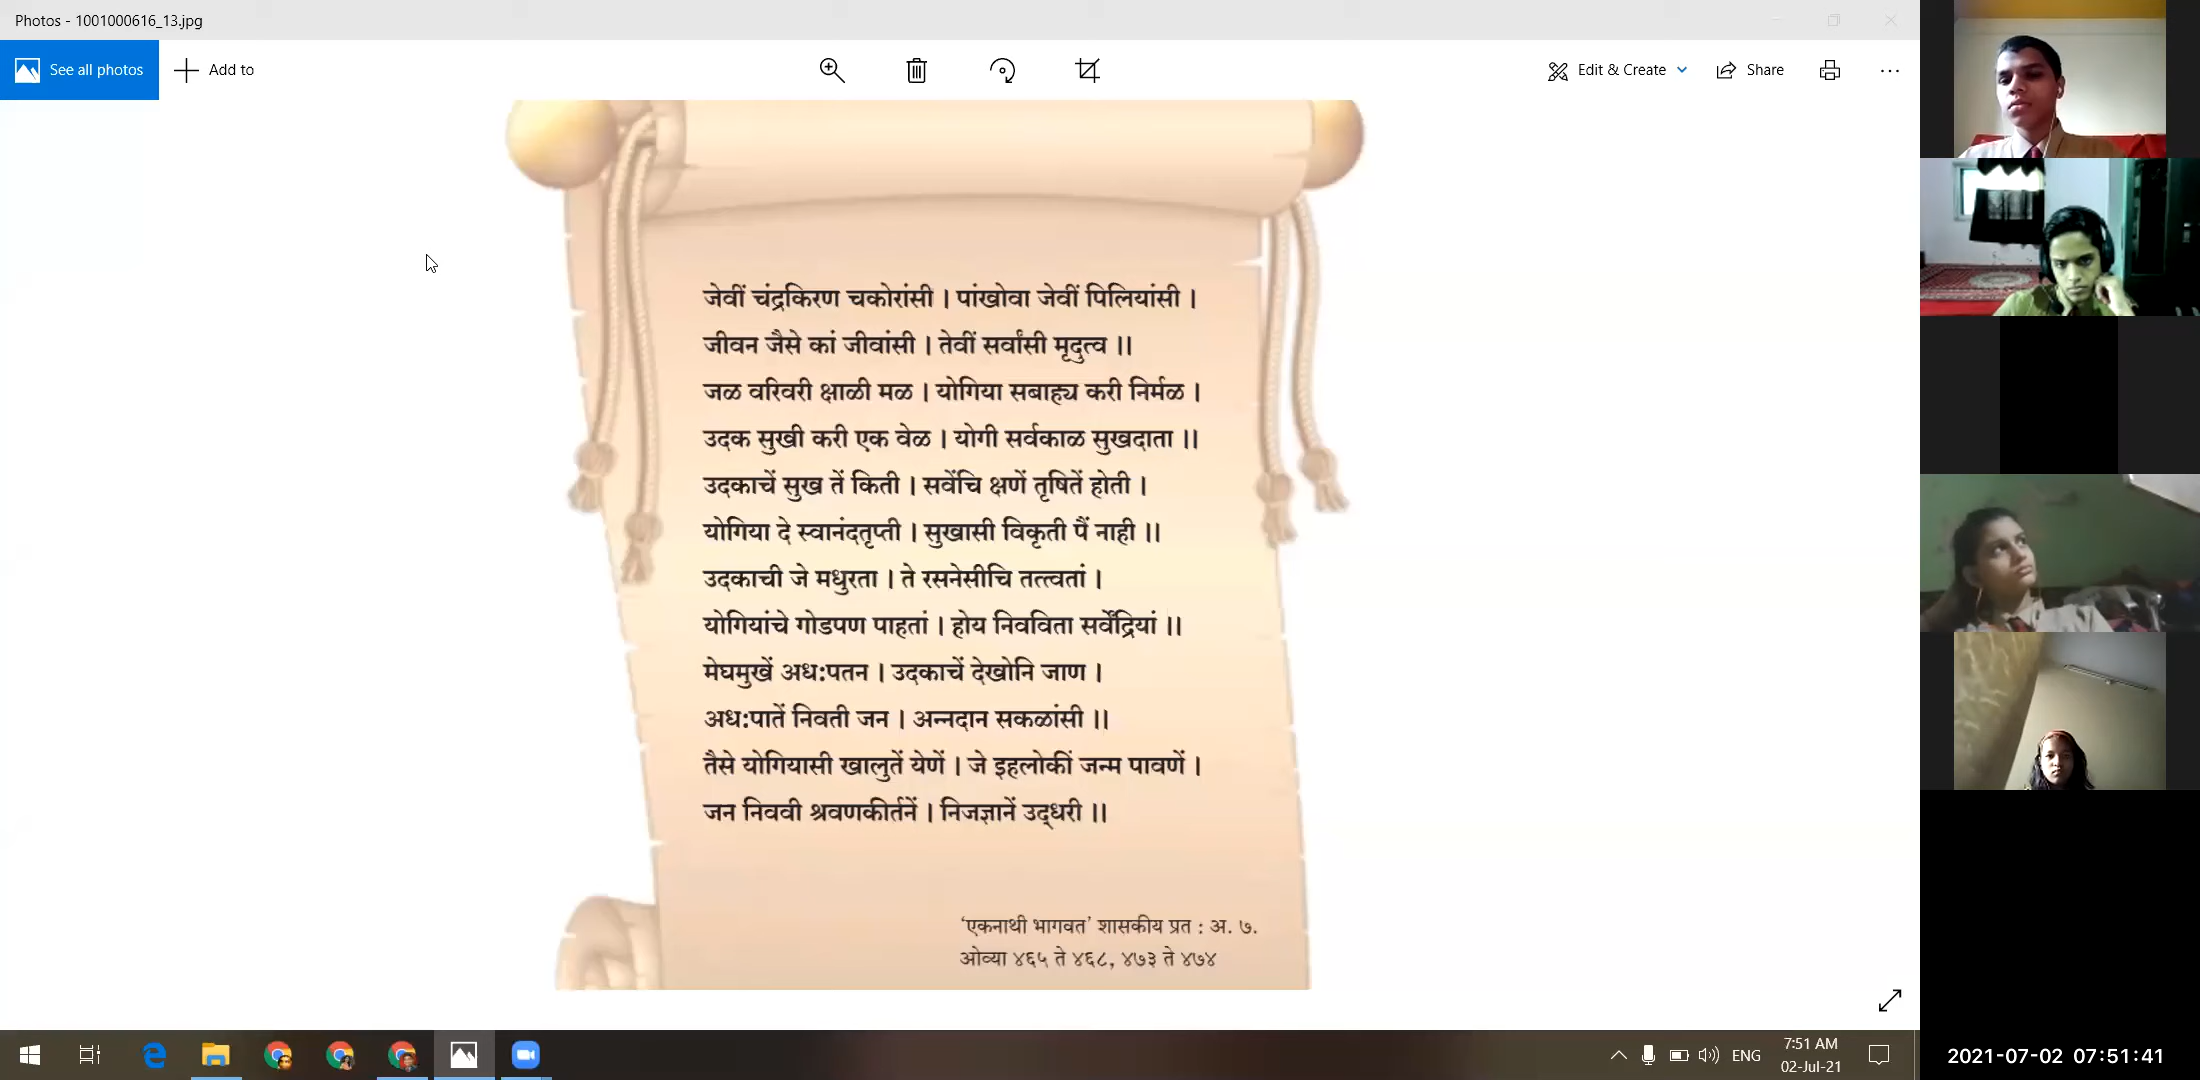 Photos - 1001000616_13.jpg
See all photos
Add to
Edit & Create
Share
जेवीं चंद्रकिरण चकोरांसी । पांखोवा जेवीं पिलियांसी ।
जीवन जैसे कां जीवांसी । तेवीं सर्वांसी मृदुत्व ।।
जळ वरिवरी क्षाळी मळ । योगिया सबाह्य करी निर्मळ ।
उदक सुखी करी एक वेळ । योगी सर्वकाळ सुखदाता ।।
उदकाचें सुख तें किती । सवेंचि क्षणें तृषितें होती ।
योगिया दे स्वानंदतृप्ती । सुखासी विकृती पैं नाही ।।
उदकाची जे मधुरता । ते रसनेसीचि तत्त्वतां ।
योगियांचे गोडपण पाहतां । होय निवविता सर्वेंद्रियां ।।
मेघमुखें अध:पतन । उदकाचें देखोनि जाण ।
अध:पातें निवती जन । अन्नदान सकळांसी ।।
तैसे योगियासी खालुतें येणें । जे इहलोकीं जन्म पावणें ।
जन निववी श्रवणकीर्तनें । निजज्ञानें उद्‌धरी ।।
‘एकनाथी भागवत’ शासकीय प्रत : अ. ७.
ओव्या ४६५ ते ४६८, ४७३ ते ४७४
ENG
7:51 AM
02-Jul-21
2021-07-02 07:51:41